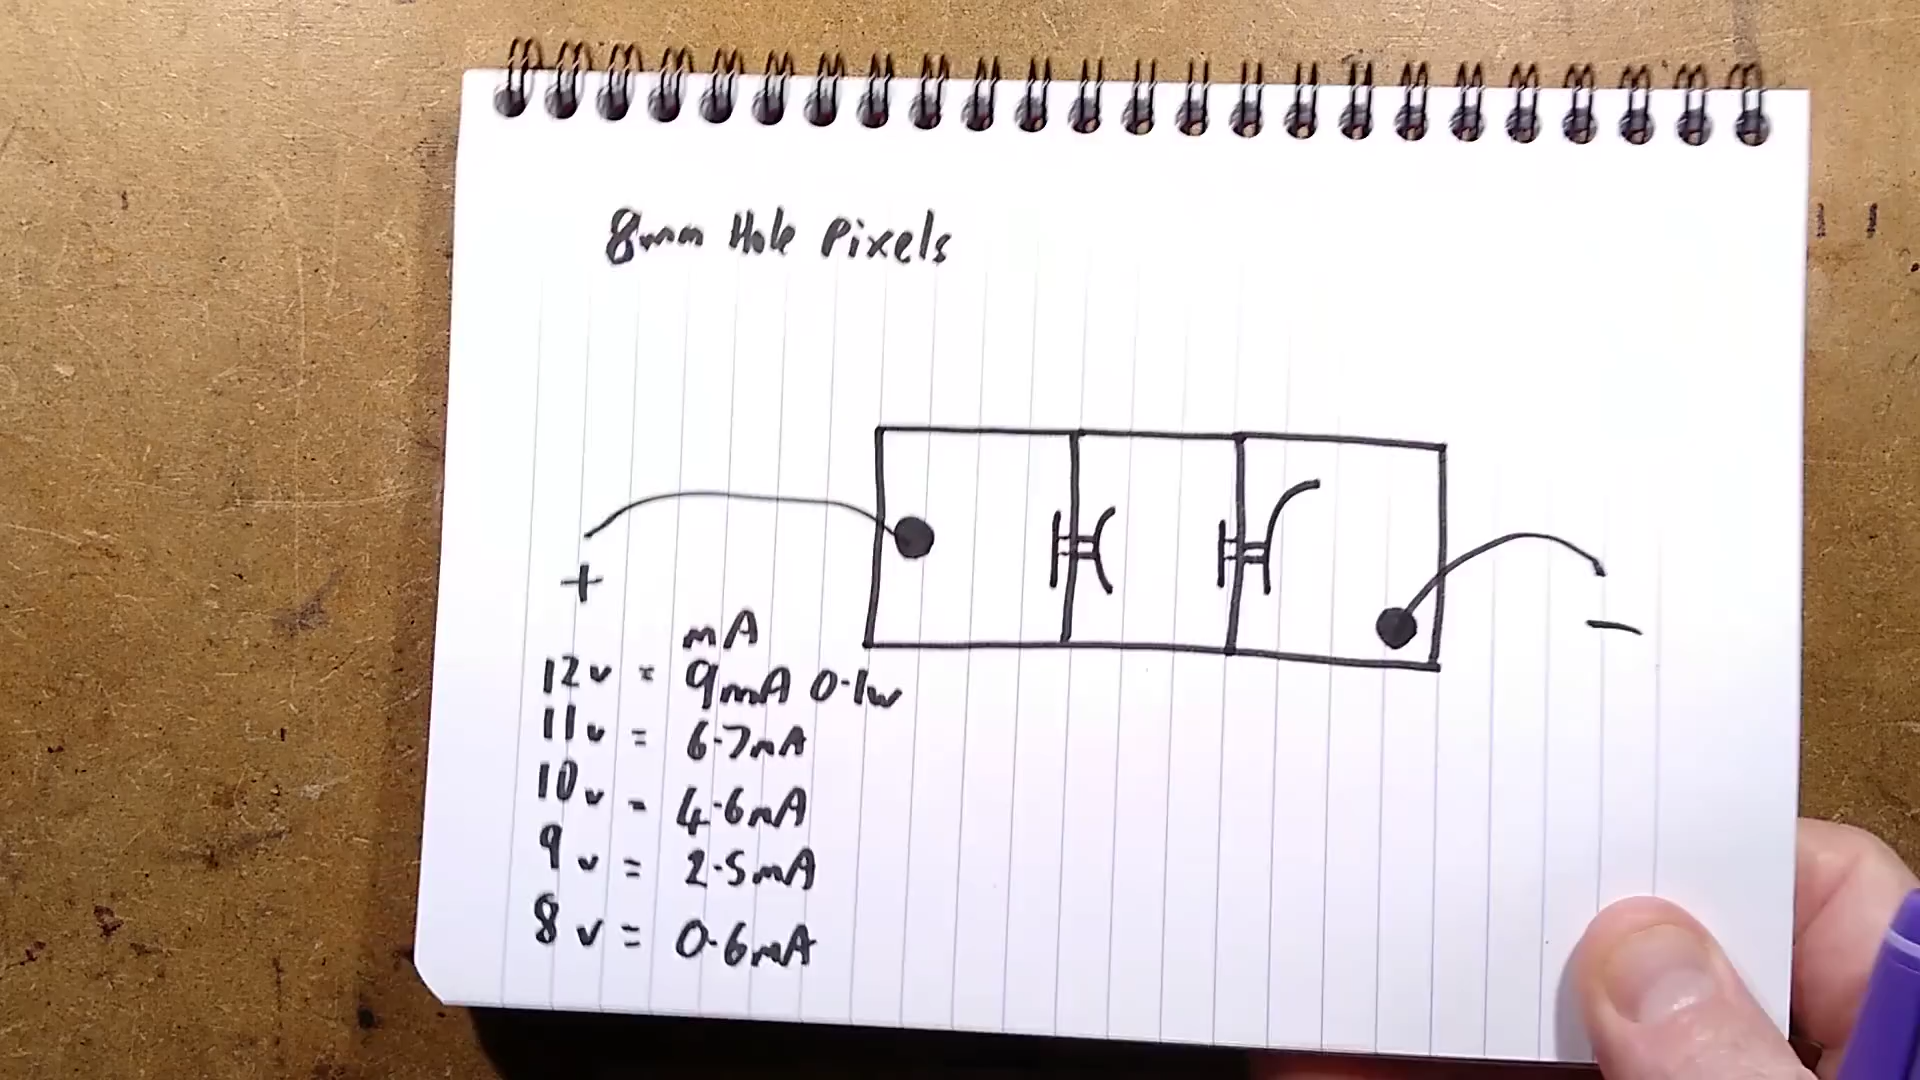 8mm Hole Pixels
+
-
mA
12v = 9mA 0.1w
11v = 6.7mA
10v = 4.6mA
9v = 2.5mA
8v = 0.6mA